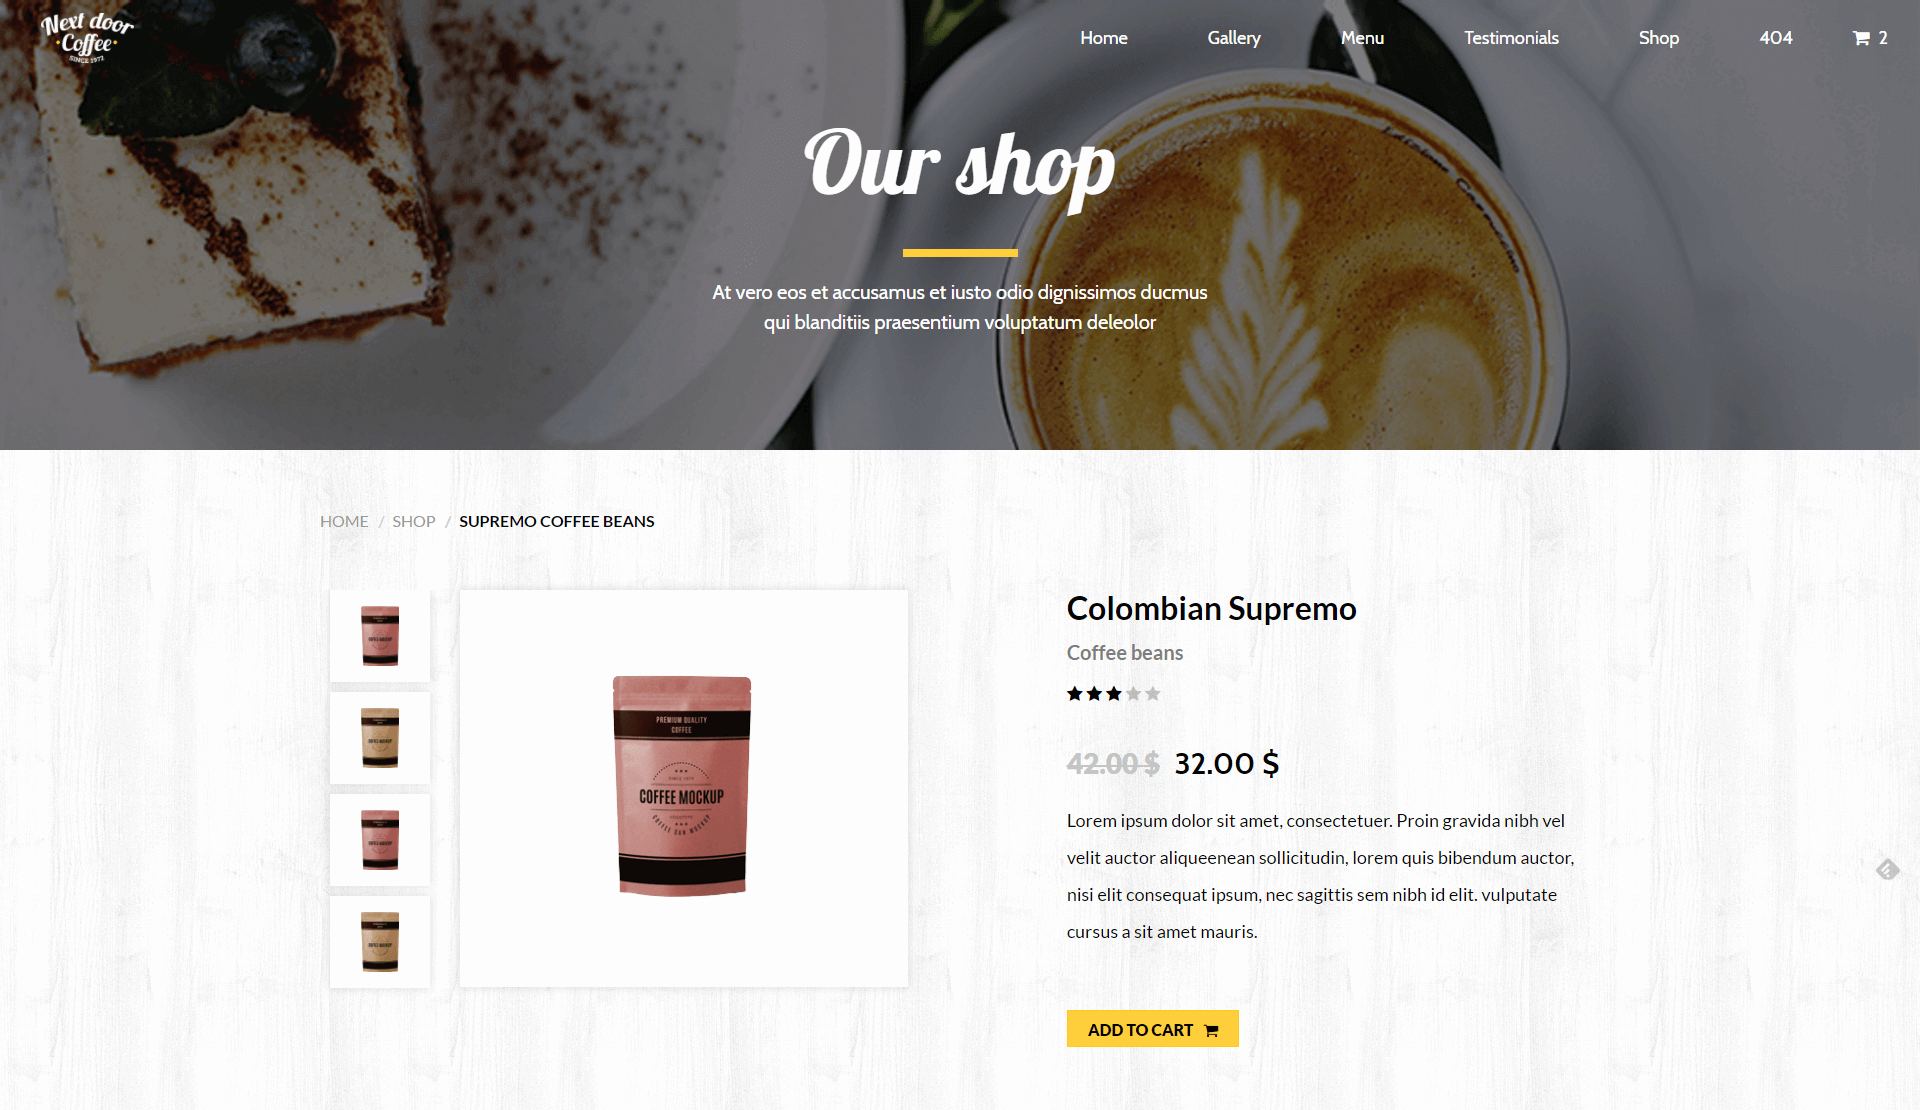 Next door
Coffee
SINCE 1972
Home
Gallery
Menu
Testimonials
Shop
404
2
Our shop
At vero eos et accusamus et iusto odio dignissimos ducmus
qui blanditiis praesentium voluptatum deleolor
HOME / SHOP / SUPREMO COFFEE BEANS
PREMIUM QUALITY
COFFEE
COFFEE MOCKUP
COFFEE BAR MOCKUP
Colombian Supremo
Coffee beans
42.00 $ 32.00 $
Lorem ipsum dolor sit amet, consectetuer. Proin gravida nibh vel
velit auctor aliqueenean sollicitudin, lorem quis bibendum auctor,
nisi elit consequat ipsum, nec sagittis sem nibh id elit. vulputate
cursus a sit amet mauris.
ADD TO CART